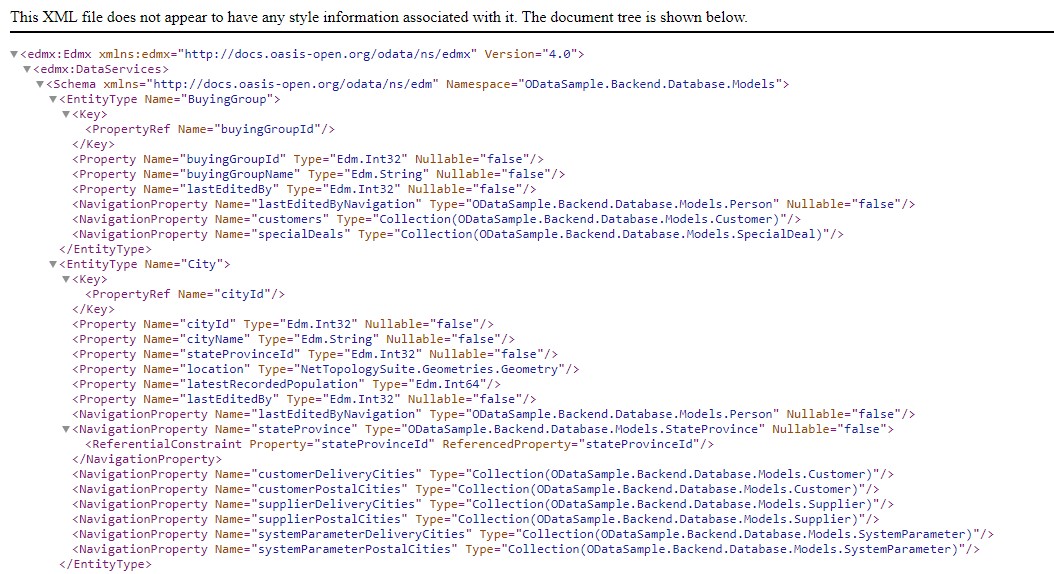 This XML file does not appear to have any style information associated with it. The document tree is shown below.
▼<edmx:Edmx xmlns:edmx="http://docs.oasis-open.org/odata/ns/edmx" Version="4.0">
▼<edmx:DataServices>
▼<Schema xmlns="http://docs.oasis-open.org/odata/ns/edm" Namespace="ODataSample.Backend.Database.Models">
▼<EntityType Name="BuyingGroup">
▼<Key>
<PropertyRef Name="buyingGroupId"/>
</Key>
<Property Name="buyingGroupId" Type="Edm.Int32" Nullable="false"/>
<Property Name="buyingGroupName" Type="Edm.String" Nullable="false"/>
<Property Name="lastEditedBy" Type="Edm.Int32" Nullable="false"/>
<NavigationProperty Name="lastEditedByNavigation" Type="ODataSample.Backend.Database.Models.Person" Nullable="false"/>
<NavigationProperty Name="customers" Type="Collection(ODataSample.Backend.Database.Models.Customer)"/>
<NavigationProperty Name="specialDeals" Type="Collection(ODataSample.Backend.Database.Models.SpecialDeal)"/>
</EntityType>
▼<EntityType Name="City">
▼<Key>
<PropertyRef Name="cityId"/>
</Key>
<Property Name="cityId" Type="Edm.Int32" Nullable="false"/>
<Property Name="cityName" Type="Edm.String" Nullable="false"/>
<Property Name="stateProvinceId" Type="Edm.Int32" Nullable="false"/>
<Property Name="location" Type="NetTopologySuite.Geometries.Geometry"/>
<Property Name="latestRecordedPopulation" Type="Edm.Int64"/>
<Property Name="lastEditedBy" Type="Edm.Int32" Nullable="false"/>
<NavigationProperty Name="lastEditedByNavigation" Type="ODataSample.Backend.Database.Models.Person" Nullable="false"/>
▼<NavigationProperty Name="stateProvince" Type="ODataSample.Backend.Database.Models.StateProvince" Nullable="false">
<ReferentialConstraint Property="stateProvinceId" ReferencedProperty="stateProvinceId"/>
</NavigationProperty>
<NavigationProperty Name="customerDeliveryCities" Type="Collection(ODataSample.Backend.Database.Models.Customer)"/>
<NavigationProperty Name="customerPostalCities" Type="Collection(ODataSample.Backend.Database.Models.Customer)"/>
<NavigationProperty Name="supplierDeliveryCities" Type="Collection(ODataSample.Backend.Database.Models.Supplier)"/>
<NavigationProperty Name="supplierPostalCities" Type="Collection(ODataSample.Backend.Database.Models.Supplier)"/>
<NavigationProperty Name="systemParameterDeliveryCities" Type="Collection(ODataSample.Backend.Database.Models.SystemParameter)"/>
<NavigationProperty Name="systemParameterPostalCities" Type="Collection(ODataSample.Backend.Database.Models.SystemParameter)"/>
</EntityType>